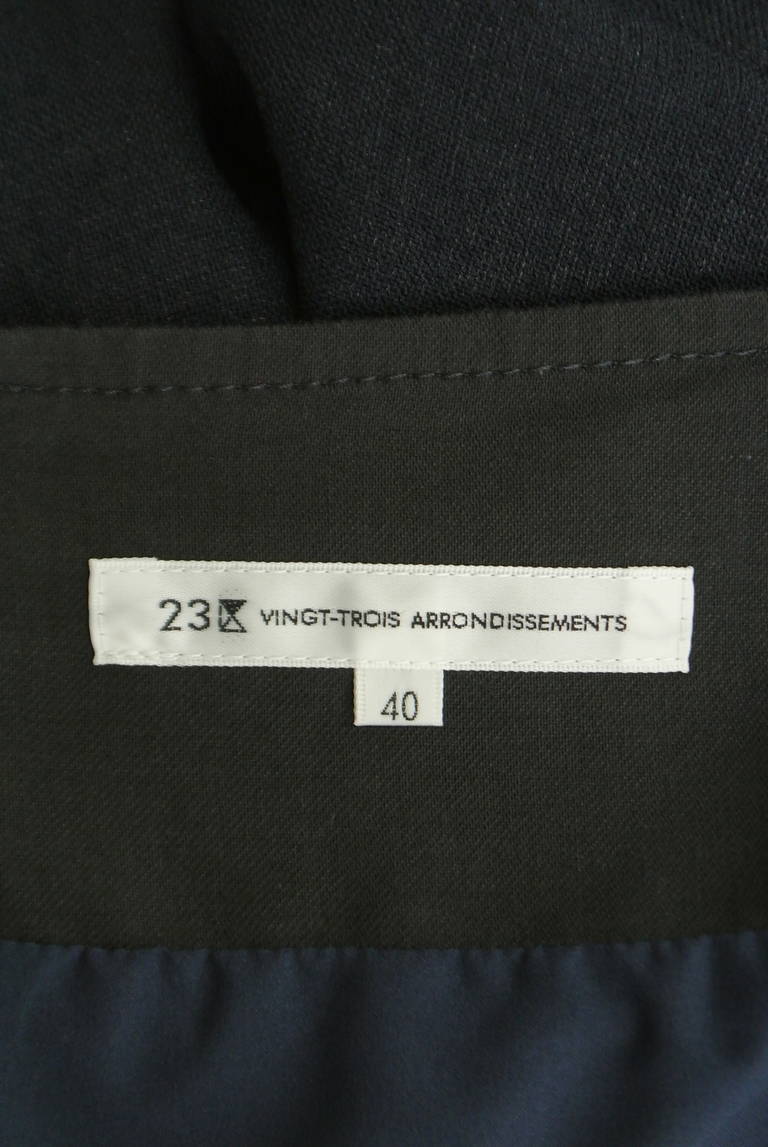 23区 VINGT-TROIS ARRONDISSEMENTS
40